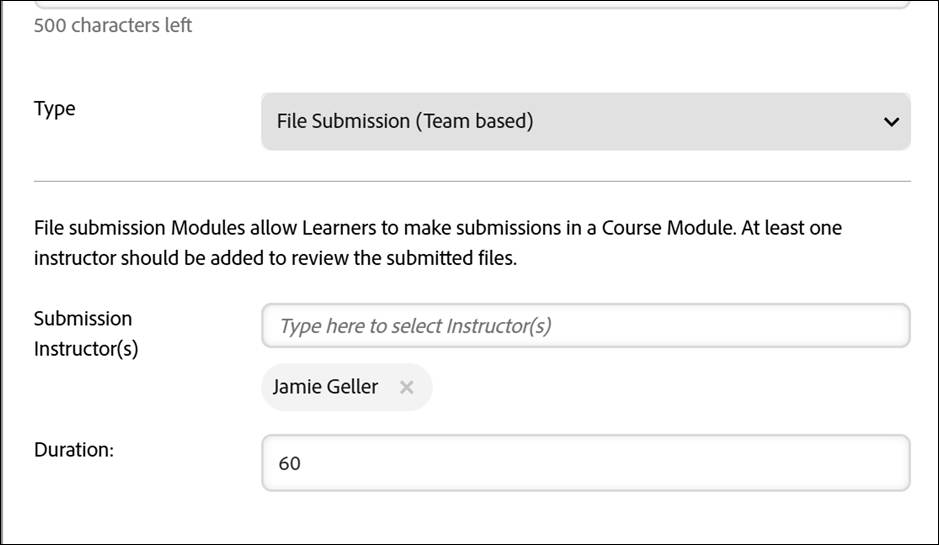 500 characters left
Type
File Submission (Team based)
File submission Modules allow Learners to make submissions in a Course Module. At least one
instructor should be added to review the submitted files.
Submission
Instructor(s)
Type here to select Instructor(s)
Jamie Geller ×
Duration:
60